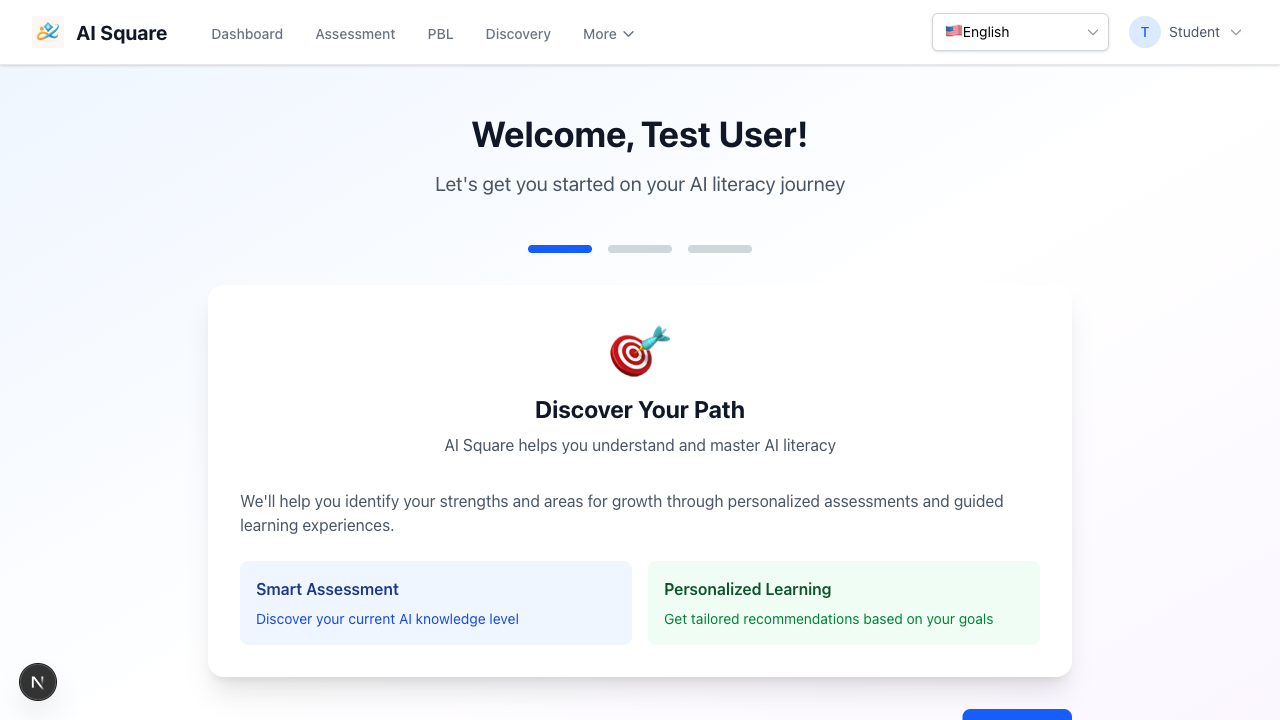 AI Square
Dashboard
Assessment
PBL
Discovery
More
English
T
Student
Welcome, Test User!
Let's get you started on your AI literacy journey
Discover Your Path
AI Square helps you understand and master AI literacy
We'll help you identify your strengths and areas for growth through personalized assessments and guided
learning experiences.
Smart Assessment
Discover your current AI knowledge level
Personalized Learning
Get tailored recommendations based on your goals
N